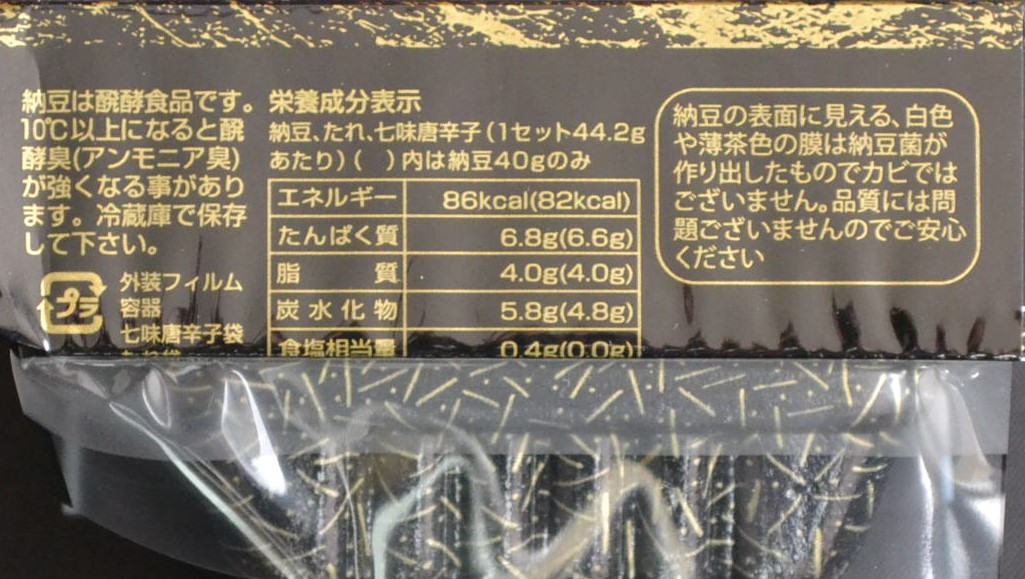 納豆は醗酵食品です。
10℃以上になると醗
酵臭(アンモニア臭)
が強くなる事があり
ます。冷蔵庫で保存
して下さい。
プラ
外装フィルム
容器
七味唐辛子袋
栄養成分表示
納豆、たれ、七味唐辛子(1セット44.2g
あたり)( )内は納豆40gのみ
エネルギー 86kcal(82kcal)
たんぱく質 6.8g(6.6g)
脂質 4.0g(4.0g)
炭水化物 5.8g(4.8g)
食塩相当量 0.4g(0.0g)
納豆の表面に見える、白色
や薄茶色の膜は納豆菌が
作り出したものでカビでは
ございません。品質には問
題ございませんのでご安心
ください